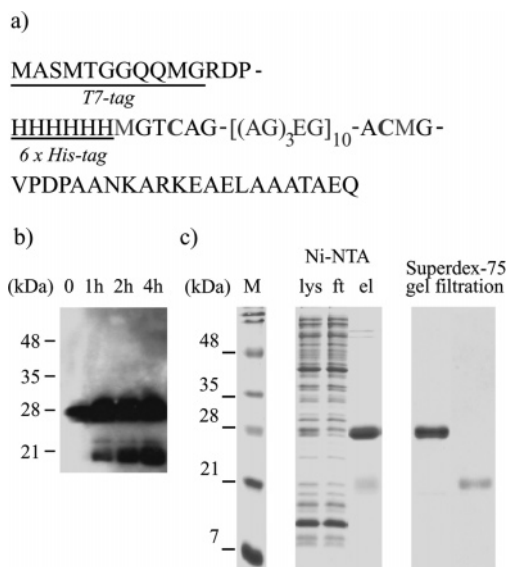 a)
MASMTGGQQMGRDP -
T7-tag
HHHHHHMGTCAG-[(AG)3EG]10-ACMG-
6 x His-tag
VPDPAANKARKEAELAAATAEQ
b)
(kDa) 0 1h 2h 4h
48
35
28
21
c)
Ni-NTA
Superdex-75
gel filtration
(kDa) M lys ft el
48
35
28
21
7